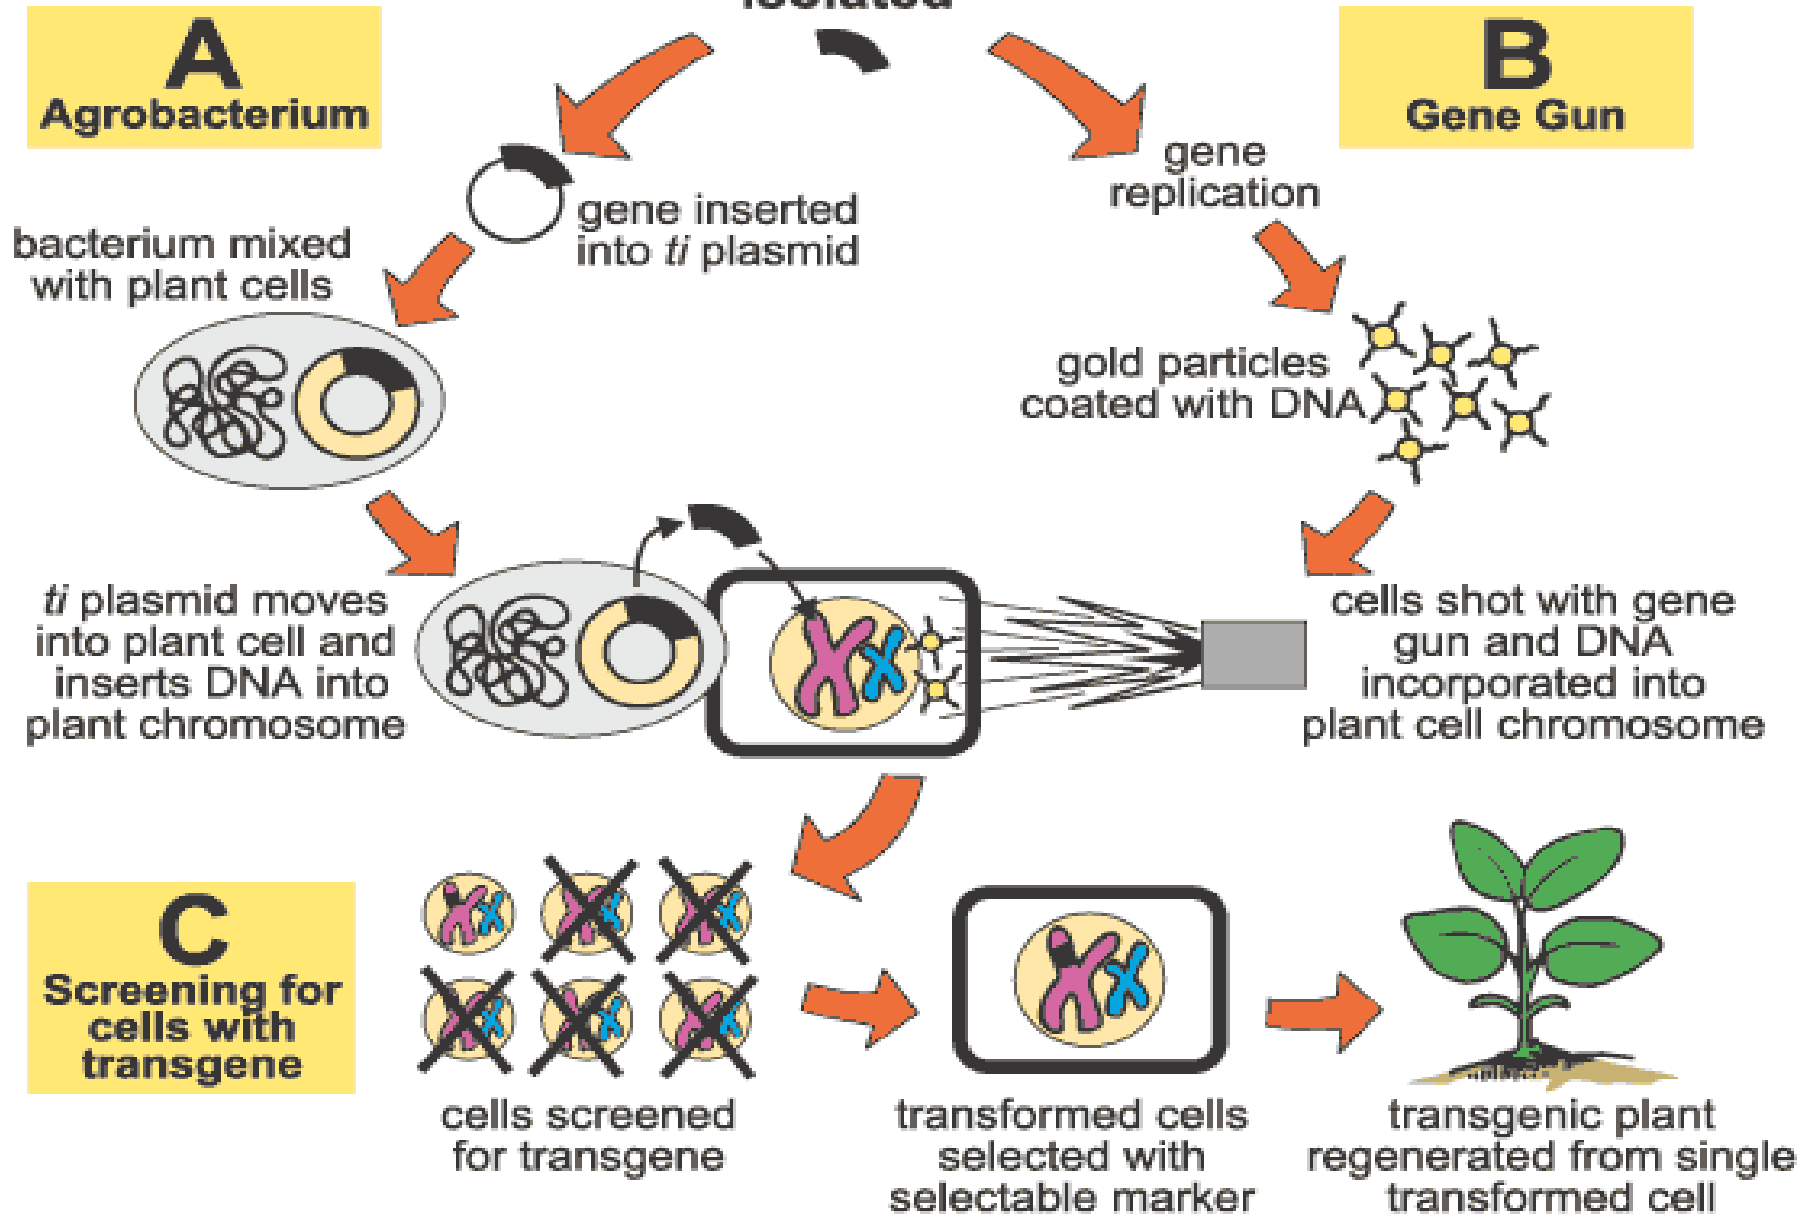 isolated
A
Agrobacterium
B
Gene Gun
gene inserted
into ti plasmid
gene
replication
bacterium mixed
with plant cells
gold particles
coated with DNA
ti plasmid moves
into plant cell and
inserts DNA into
plant chromosome
cells shot with gene
gun and DNA
incorporated into
plant cell chromosome
C
Screening for
cells with
transgene
cells screened
for transgene
transformed cells
selected with
selectable marker
transgenic plant
regenerated from single
transformed cell